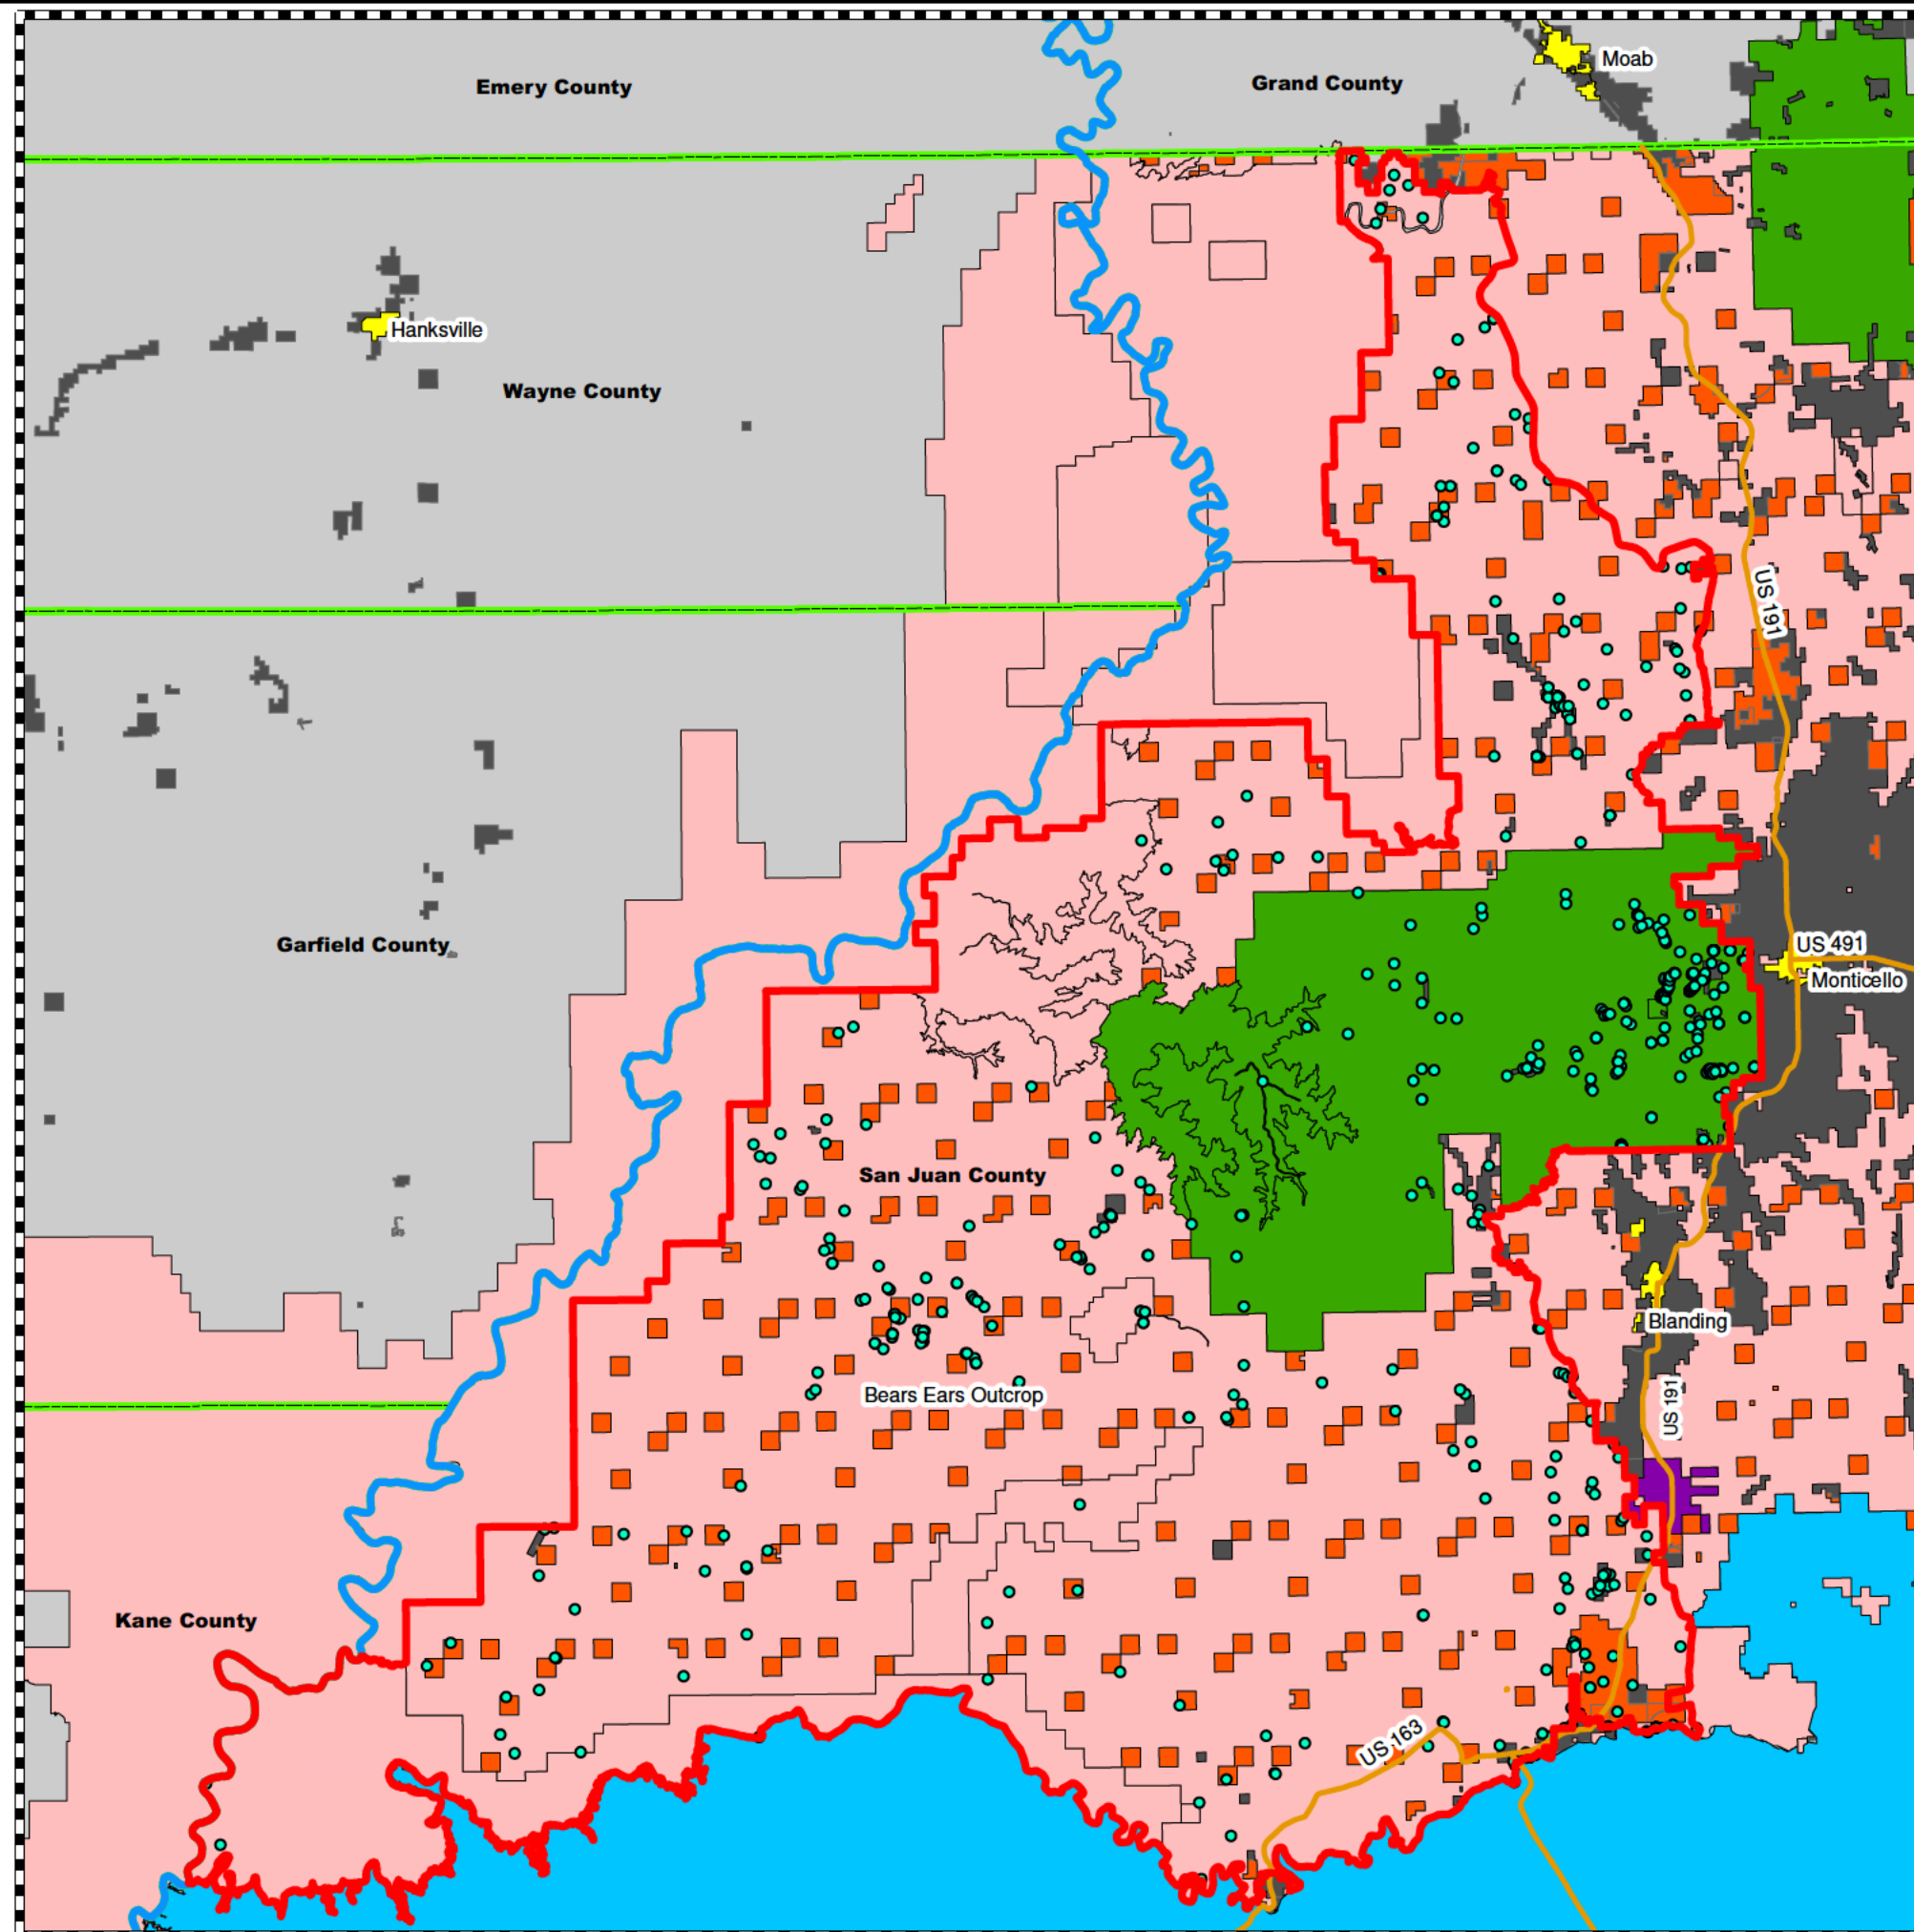 Moab
Emery County
Grand County
Hanksville
Wayne County
US 191
Garfield County
US 491
Monticello
San Juan County
Blanding
Bears Ears Outcrop
US 191
Kane County
US 163